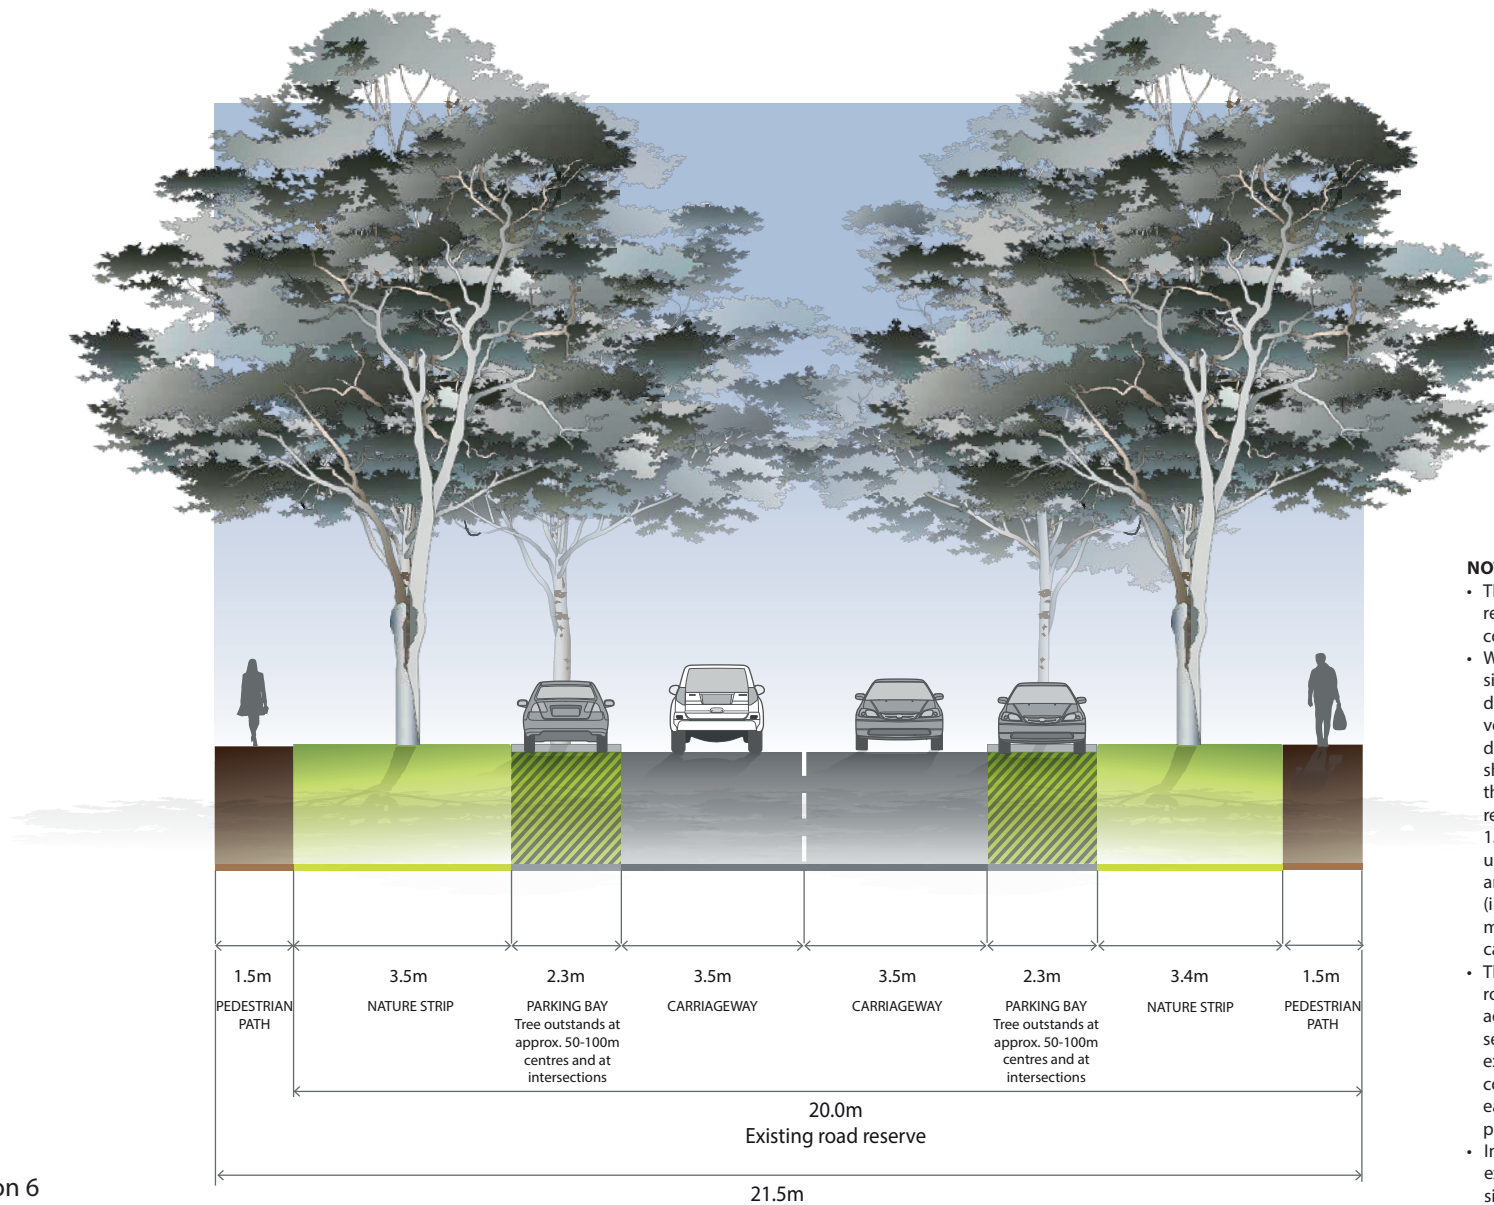 1.5m
PEDESTRIAN
PATH
3.5m
NATURE STRIP
2.3m
PARKING BAY
Tree outstands at
approx. 50-100m
centres and at
intersections
3.5m
CARRIAGEWAY
3.5m
CARRIAGEWAY
2.3m
PARKING BAY
Tree outstands at
approx. 50-100m
centres and at
intersections
3.4m
NATURE STRIP
1.5m
PEDESTRIAN
PATH
20.0m
Existing road reserve
21.5m
on 6